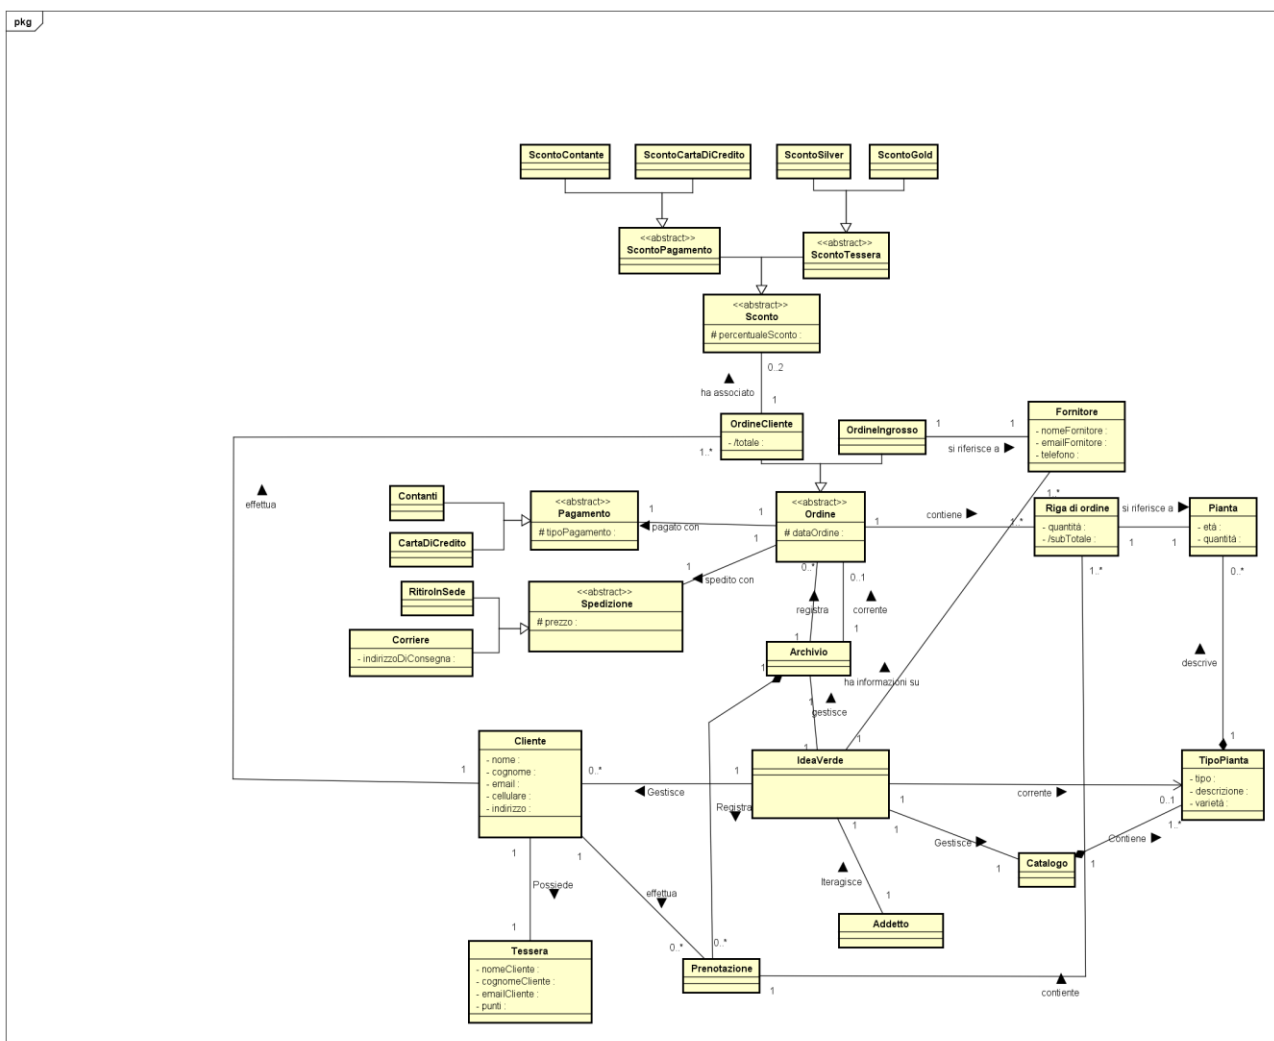 pkg
ScontoContante
ScontoCartaDiCredito
ScontoSilver
ScontoGold
<<abstract>>
ScontoPagamento
<<abstract>>
ScontoTessera
<<abstract>>
Sconto
# percentualeSconto :
0..2
ha associato
1
OrdineCliente
- /totale :
1..*
OrdineIngrosso
1
1
si riferisce a
Fornitore
- nomeFornitore :
- emailFornitore :
- telefono :
1..*
effettua
Contanti
CartaDiCredito
<<abstract>>
Pagamento
# tipoPagamento :
1
1
pagato con
<<abstract>>
Ordine
# dataOrdine :
1
contiene
1..*
Riga di ordine
- quantità :
- /subTotale :
si riferisce a
1
1
Pianta
- età :
- quantità :
1
1
spedito con
RitiroInSede
Corriere
- indirizzoDiConsegna :
<<abstract>>
Spedizione
# prezzo :
0..*
0..1
registra
corrente
1
1
1..*
0..*
Archivio
1
descrive
ha informazioni su
1
gestisce
1
1
1
Cliente
- nome :
- cognome :
- email :
- cellulare :
- indirizzo :
1
0..*
1
Gestisce
IdeaVerde
Registra
1
corrente
0..1
TipoPianta
- tipo :
- descrizione :
- varietà :
1
Gestisce
1
Catalogo
Contiene
1..*
1
1
1
Possiede
effettua
1
Iteragisce
1
Addetto
1
0..*
0..*
Tessera
- nomeCliente :
- cognomeCliente :
- emailCliente :
- punti :
Prenotazione
1
contiente